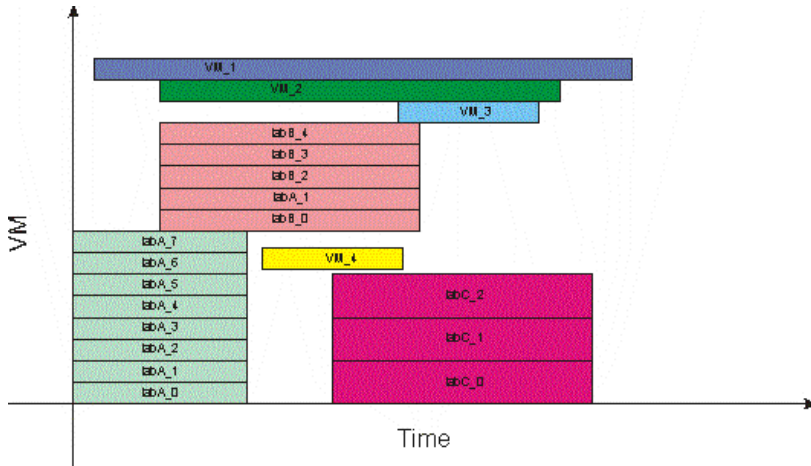 VM_1
VM_2
VM_3
labB_4
labB_3
labB_2
labA_1
labB_0
labA_7
labA_6
VM_4
labA_5
labA_4
labA_3
labA_2
labA_1
labA_0
labC_2
labC_1
labC_0
VM
Time